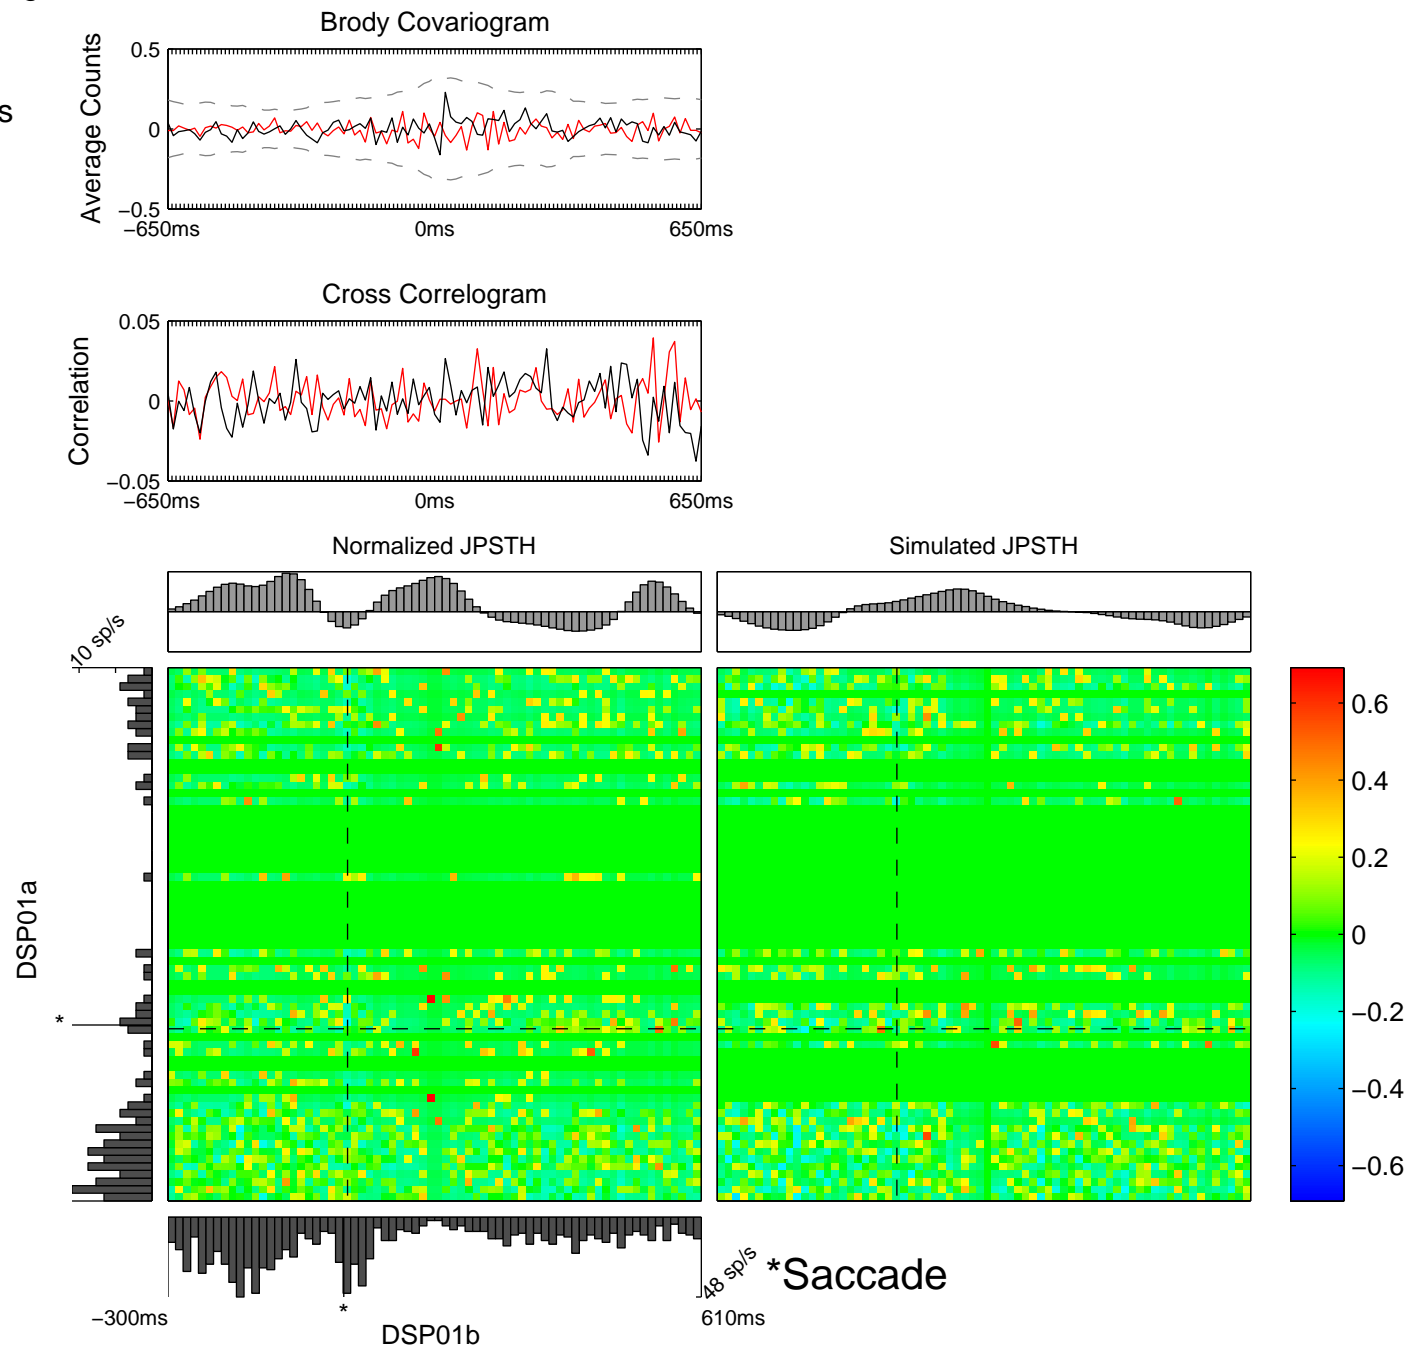 g
Brody Covariogram
0.5
Average Counts
s
0
−0.5
−650ms
0ms
650ms
Cross Correlogram
0.05
Correlation
0
−0.05
−650ms
0ms
650ms
Normalized JPSTH
Simulated JPSTH
10 sp/s
0.6
0.4
0.2
0
−0.2
−0.4
−0.6
DSP01a
*
48 sp/s
*Saccade
*
−300ms
610ms
DSP01b